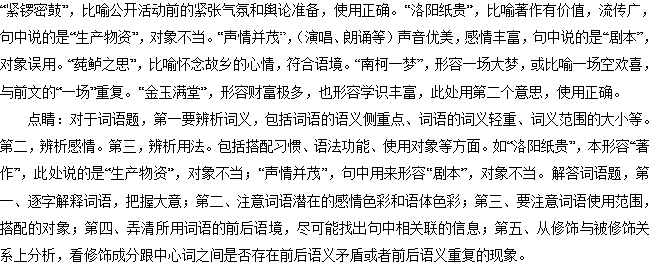 “紧锣密鼓”，比喻公开活动前的紧张气氛和舆论准备，使用正确。“洛阳纸贵”，比喻著作有价值，流传广，
句中说的是“生产物资”，对象不当。“声情并茂”，（演唱、朗诵等）声音优美，感情丰富，句中说的是“剧本”，
对象误用。“莼鲈之思”，比喻怀念故乡的心情，符合语境。“南柯一梦”，形容一场大梦，或比喻一场空欢喜，
与前文的“一场”重复。“金玉满堂”，形容财富极多，也形容学识丰富，此处用第二个意思，使用正确。
点睛：对于词语题，第一要辨析词义，包括词语的语义侧重点、词语的词义轻重、词义范围的大小等。
第二，辨析感情。第三，辨析用法。包括搭配习惯、语法功能、使用对象等方面。如“洛阳纸贵”，本形容“著
作”，此处说的是“生产物资”，对象不当；“声情并茂”，句中用来形容“剧本”，对象不当。解答词语题，第
一、逐字解释词语，把握大意；第二、注意词语潜在的感情色彩和语体色彩；第三、要注意词语使用范围，
搭配的对象；第四、弄清所用词语的前后语境，尽可能找出句中相关联的信息；第五、从修饰与被修饰关
系上分析，看修饰成分跟中心词之间是否存在前后语义矛盾或者前后语义重复的现象。